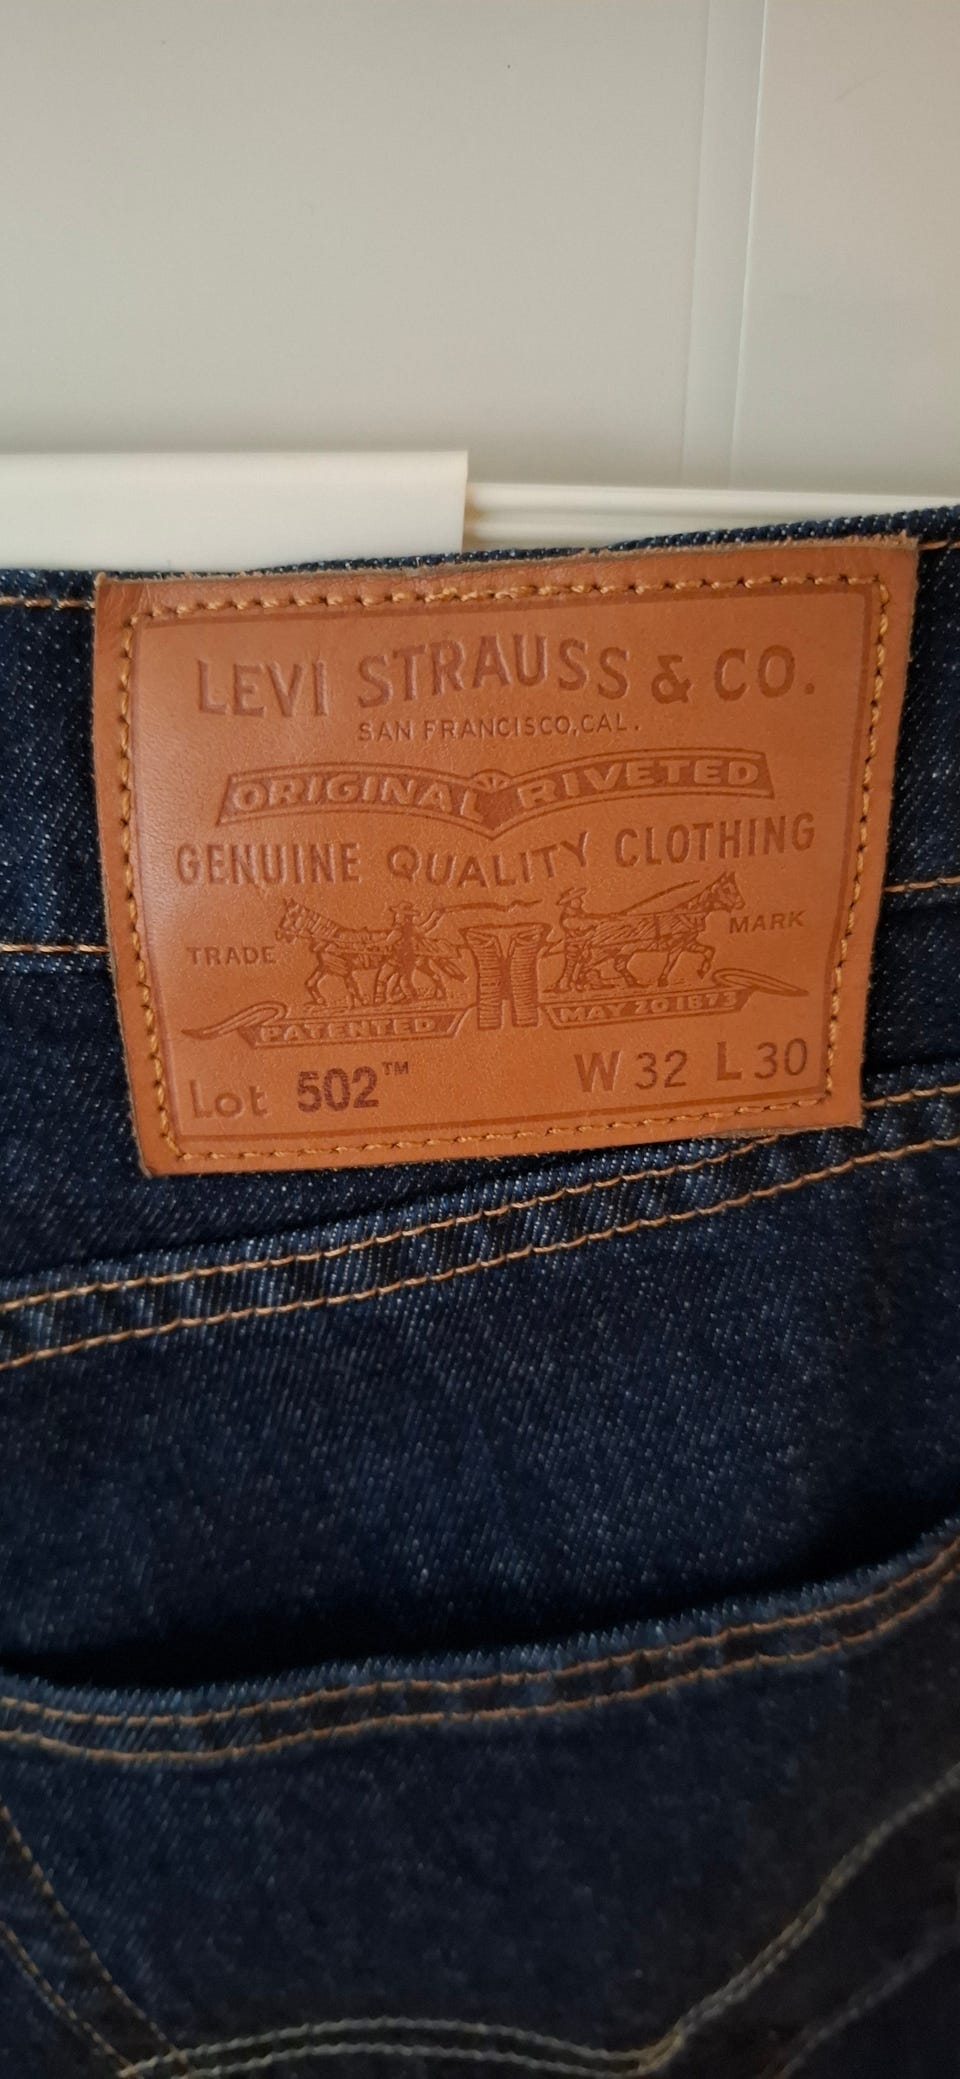 LEVI STRAUSS & CO.
SAN FRANCISCO, CAL.
ORIGINAL RIVETED
GENUINE QUALITY CLOTHING
TRADE MARK
PATENTED MAY 20 1873
Lot 502™ W 32 L 30